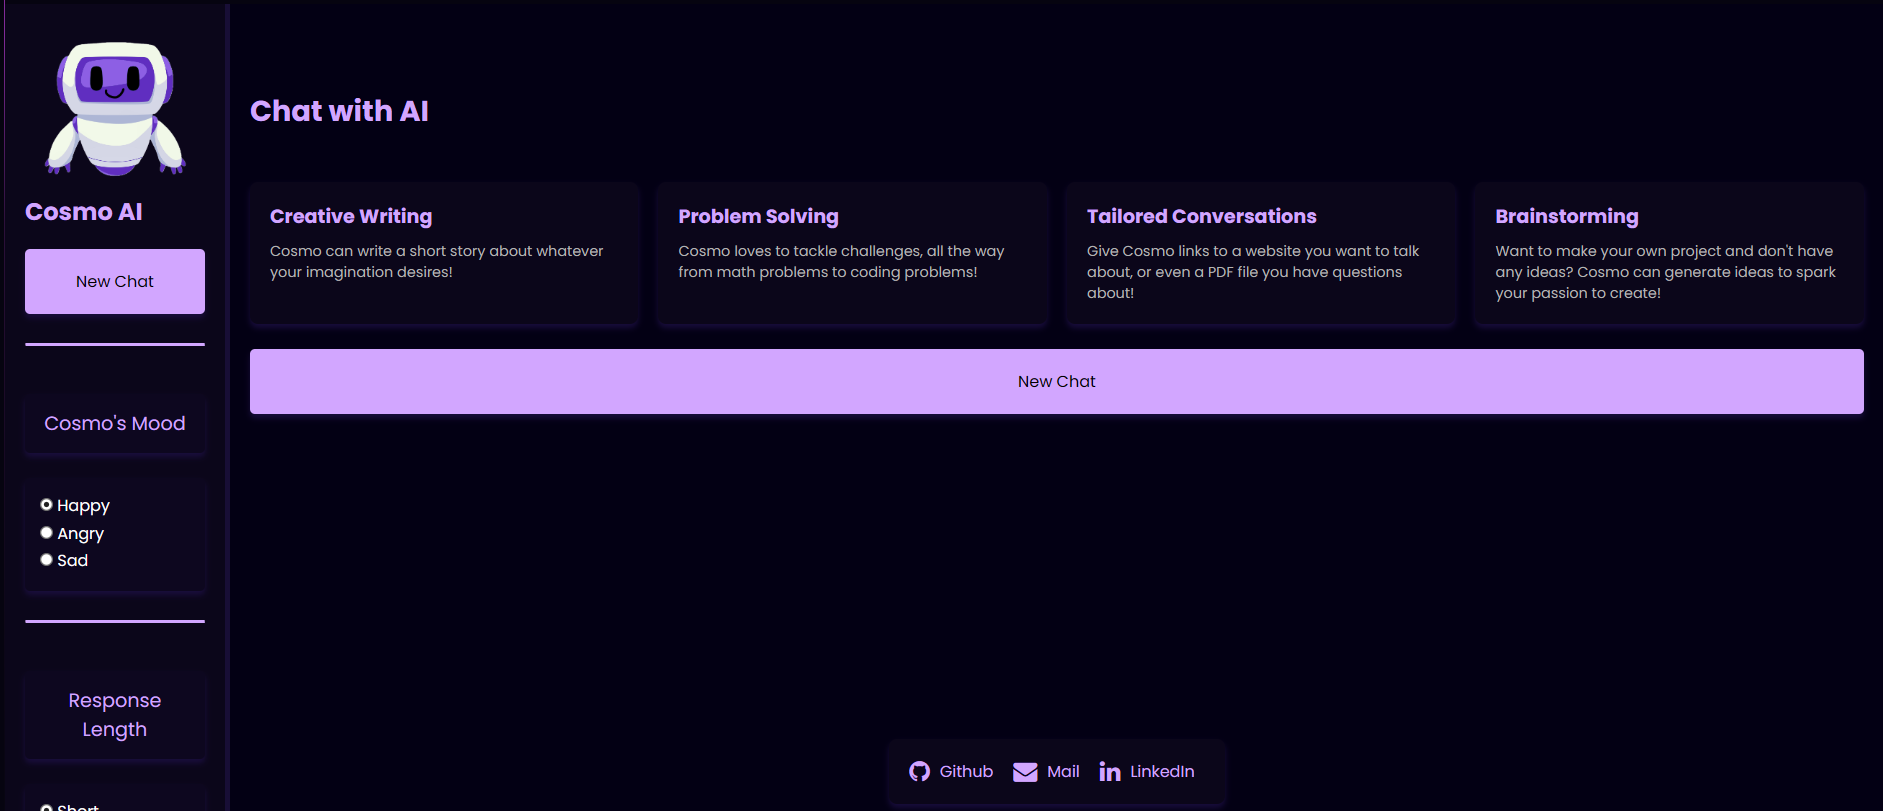 Cosmo AI
New Chat
Cosmo's Mood
Happy
Angry
Sad
Response
Length
Short
Chat with AI
Creative Writing
Cosmo can write a short story about whatever
your imagination desires!
Problem Solving
Cosmo loves to tackle challenges, all the way
from math problems to coding problems!
Tailored Conversations
Give Cosmo links to a website you want to talk
about, or even a PDF file you have questions
about!
Brainstorming
Want to make your own project and don't have
any ideas? Cosmo can generate ideas to spark
your passion to create!
New Chat
Github Mail LinkedIn